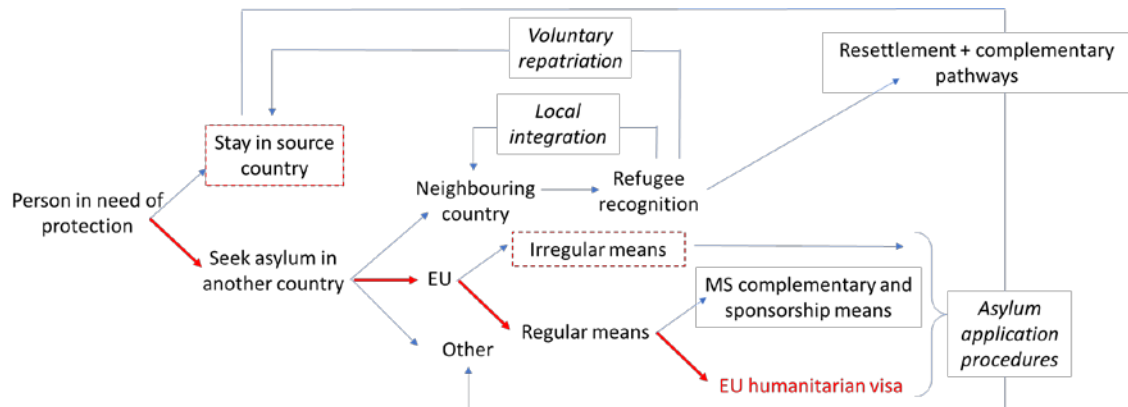 Voluntary
repatriation
Resettlement + complementary
pathways
Local
integration
Stay in source
country
Neighbouring
country
Refugee
recognition
Person in need of
protection
Irregular means
Seek asylum in
another country
EU
MS complementary and
sponsorship means
Asylum
application
procedures
Regular means
Other
EU humanitarian visa